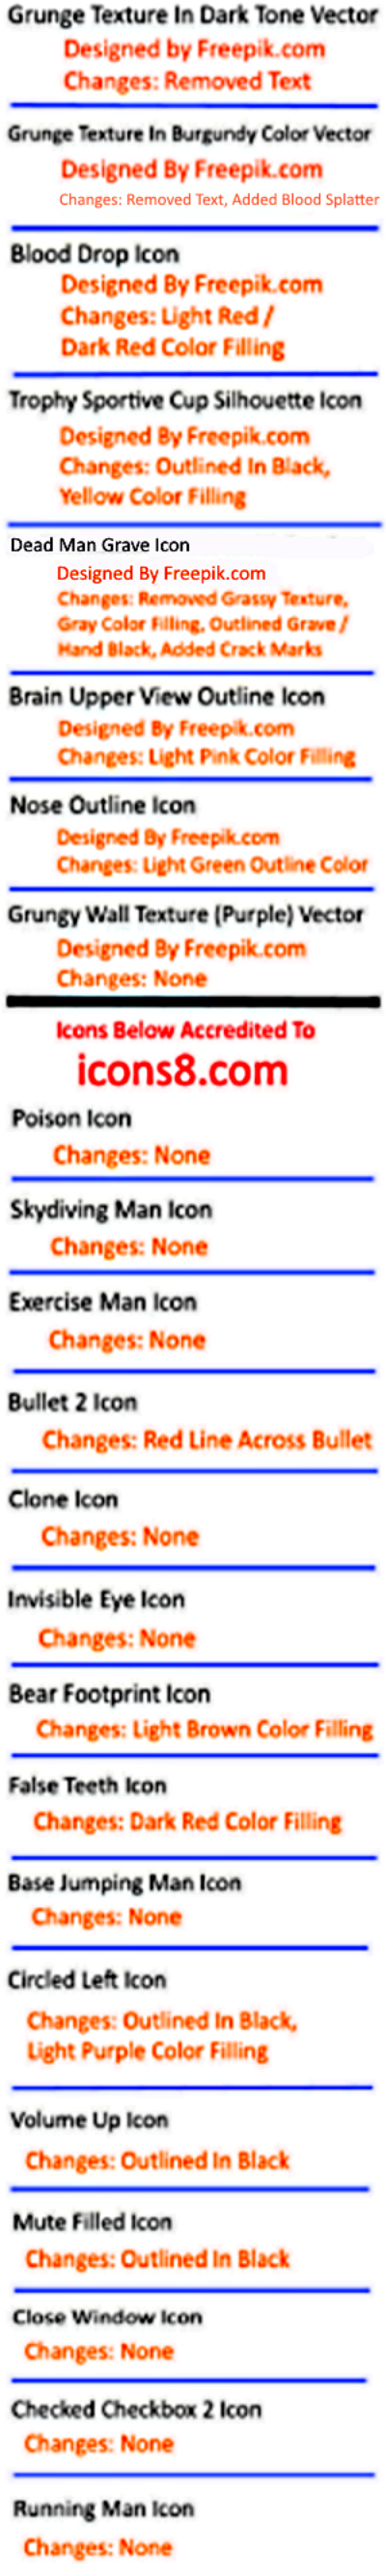 Grunge Texture In Dark Tone Vector
Designed by Freepik.com
Changes: Removed Text
Grunge Texture In Burgundy Color Vector
Designed By Freepik.com
Changes: Removed Text, Added Blood Splatter
Blood Drop Icon
Designed By Freepik.com
Changes: Light Red /
Dark Red Color Filling
Trophy Sportive Cup Silhouette Icon
Designed By Freepik.com
Changes: Outlined In Black,
Yellow Color Filling
Dead Man Grave Icon
Designed By Freepik.com
Changes: Removed Grassy Texture,
Gray Color Filling, Outlined Grave /
Hand Black, Added Crack Marks
Brain Upper View Outline Icon
Designed By Freepik.com
Changes: Light Pink Color Filling
Nose Outline Icon
Designed By Freepik.com
Changes: Light Green Outline Color
Grungy Wall Texture (Purple) Vector
Designed By Freepik.com
Changes: None
Icons Below Accredited To
icons8.com
Poison Icon
Changes: None
Skydiving Man Icon
Changes: None
Exercise Man Icon
Changes: None
Bullet 2 Icon
Changes: Red Line Across Bullet
Clone Icon
Changes: None
Invisible Eye Icon
Changes: None
Bear Footprint Icon
Changes: Light Brown Color Filling
False Teeth Icon
Changes: Dark Red Color Filling
Base Jumping Man Icon
Changes: None
Circled Left Icon
Changes: Outlined In Black,
Light Purple Color Filling
Volume Up Icon
Changes: Outlined In Black
Mute Filled Icon
Changes: Outlined In Black
Close Window Icon
Changes: None
Checked Checkbox 2 Icon
Changes: None
Running Man Icon
Changes: None